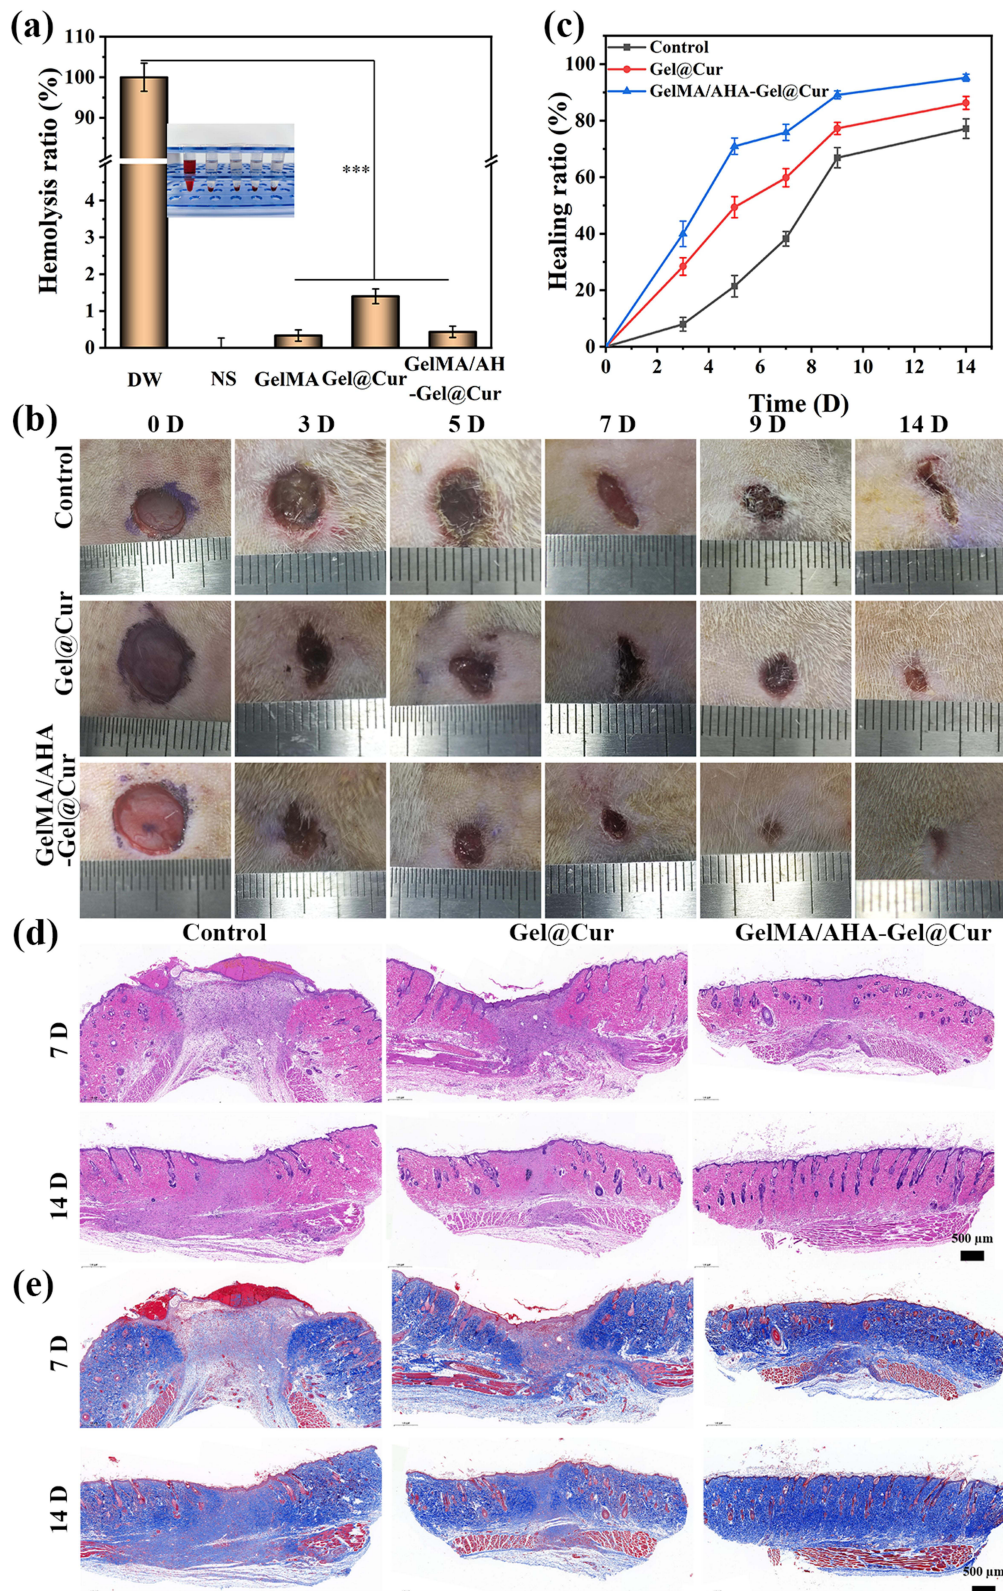 (a)
110
100
90
4
3
2
1
0
Hemolysis ratio (%)
***
DW
NS
GelMA
Gel@Cur
GelMA/AH
-Gel@Cur
(c)
100
80
60
40
20
0
Healing ratio (%)
Control
Gel@Cur
GelMA/AHA-Gel@Cur
0 2 4 6 8 10 12 14
Time (D)
(b)
0 D 3 D 5 D 7 D 9 D 14 D
Control
Gel@Cur
GelMA/AHA
-Gel@Cur
(d)
Control Gel@Cur GelMA/AHA-Gel@Cur
7 D
14 D
500 µm
(e)
7 D
14 D
500 µm